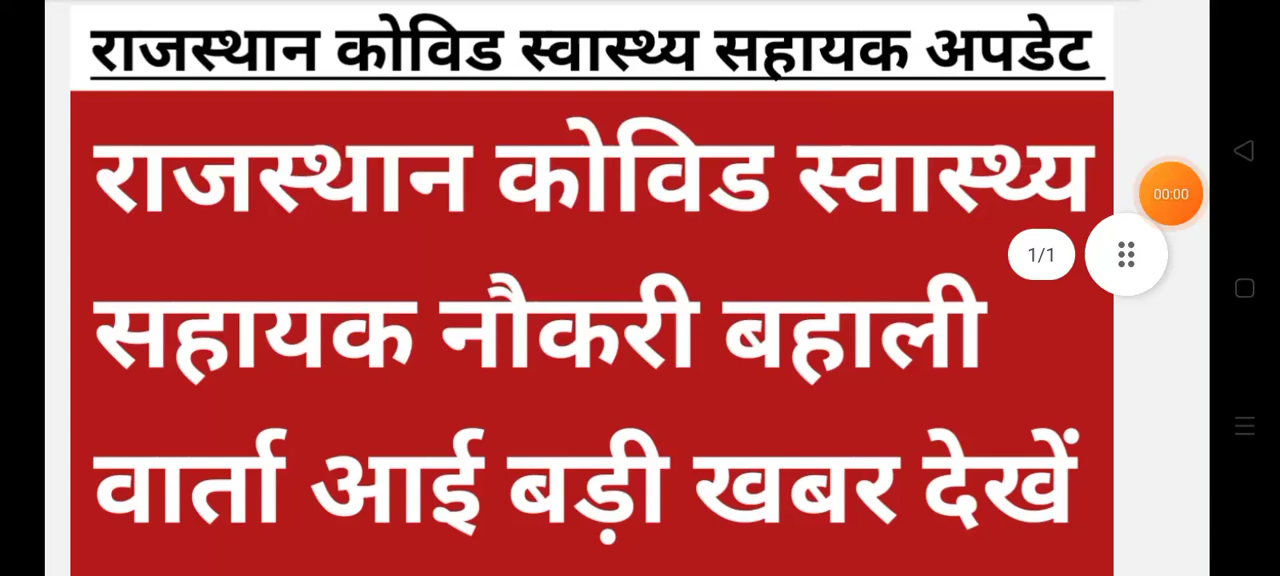 राजस्थान कोविड स्वास्थ्य सहायक अपडेट
राजस्थान कोविड स्वास्थ्य
सहायक नौकरी बहाली
वार्ता आई बड़ी खबर देखें
00:00
1/1